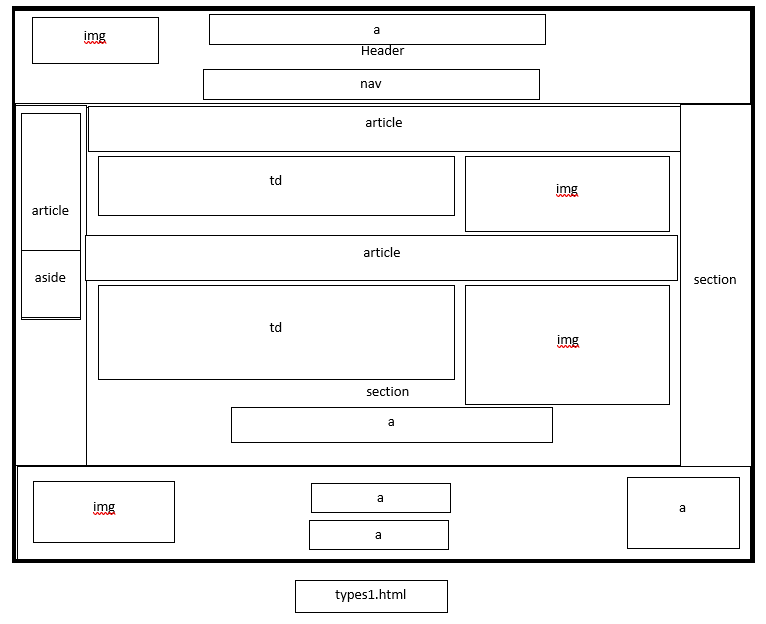 img
a
Header
nav
article
td
img
article
aside
article
section
td
img
section
a
img
a
a
a
types1.html